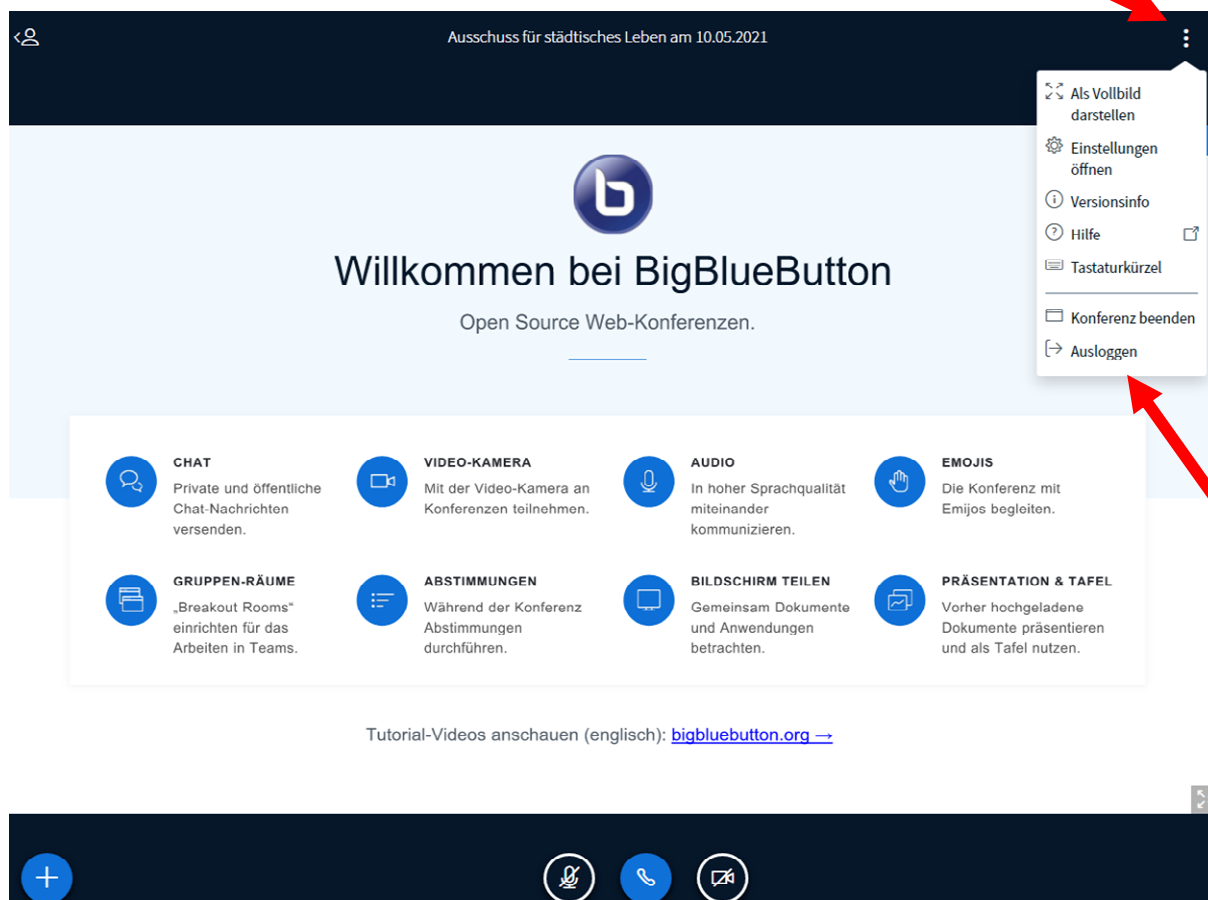 Ausschuss für städtisches Leben am 10.05.2021
Als Vollbild
darstellen
Einstellungen
öffnen
Versionsinfo
Hilfe
Tastaturkürzel
Konferenz beenden
Ausloggen
Willkommen bei BigBlueButton
Open Source Web-Konferenzen.
CHAT
Private und öffentliche
Chat-Nachrichten
versenden.
VIDEO-KAMERA
Mit der Video-Kamera an
Konferenzen teilnehmen.
AUDIO
In hoher Sprachqualität
miteinander
kommunizieren.
EMOJIS
Die Konferenz mit
Emijos begleiten.
GRUPPEN-RÄUME
„Breakout Rooms“
einrichten für das
Arbeiten in Teams.
ABSTIMMUNGEN
Während der Konferenz
Abstimmungen
durchführen.
BILDSCHIRM TEILEN
Gemeinsam Dokumente
und Anwendungen
betrachten.
PRÄSENTATION & TAFEL
Vorher hochgeladene
Dokumente präsentieren
und als Tafel nutzen.
Tutorial-Videos anschauen (englisch): bigbluebutton.org →